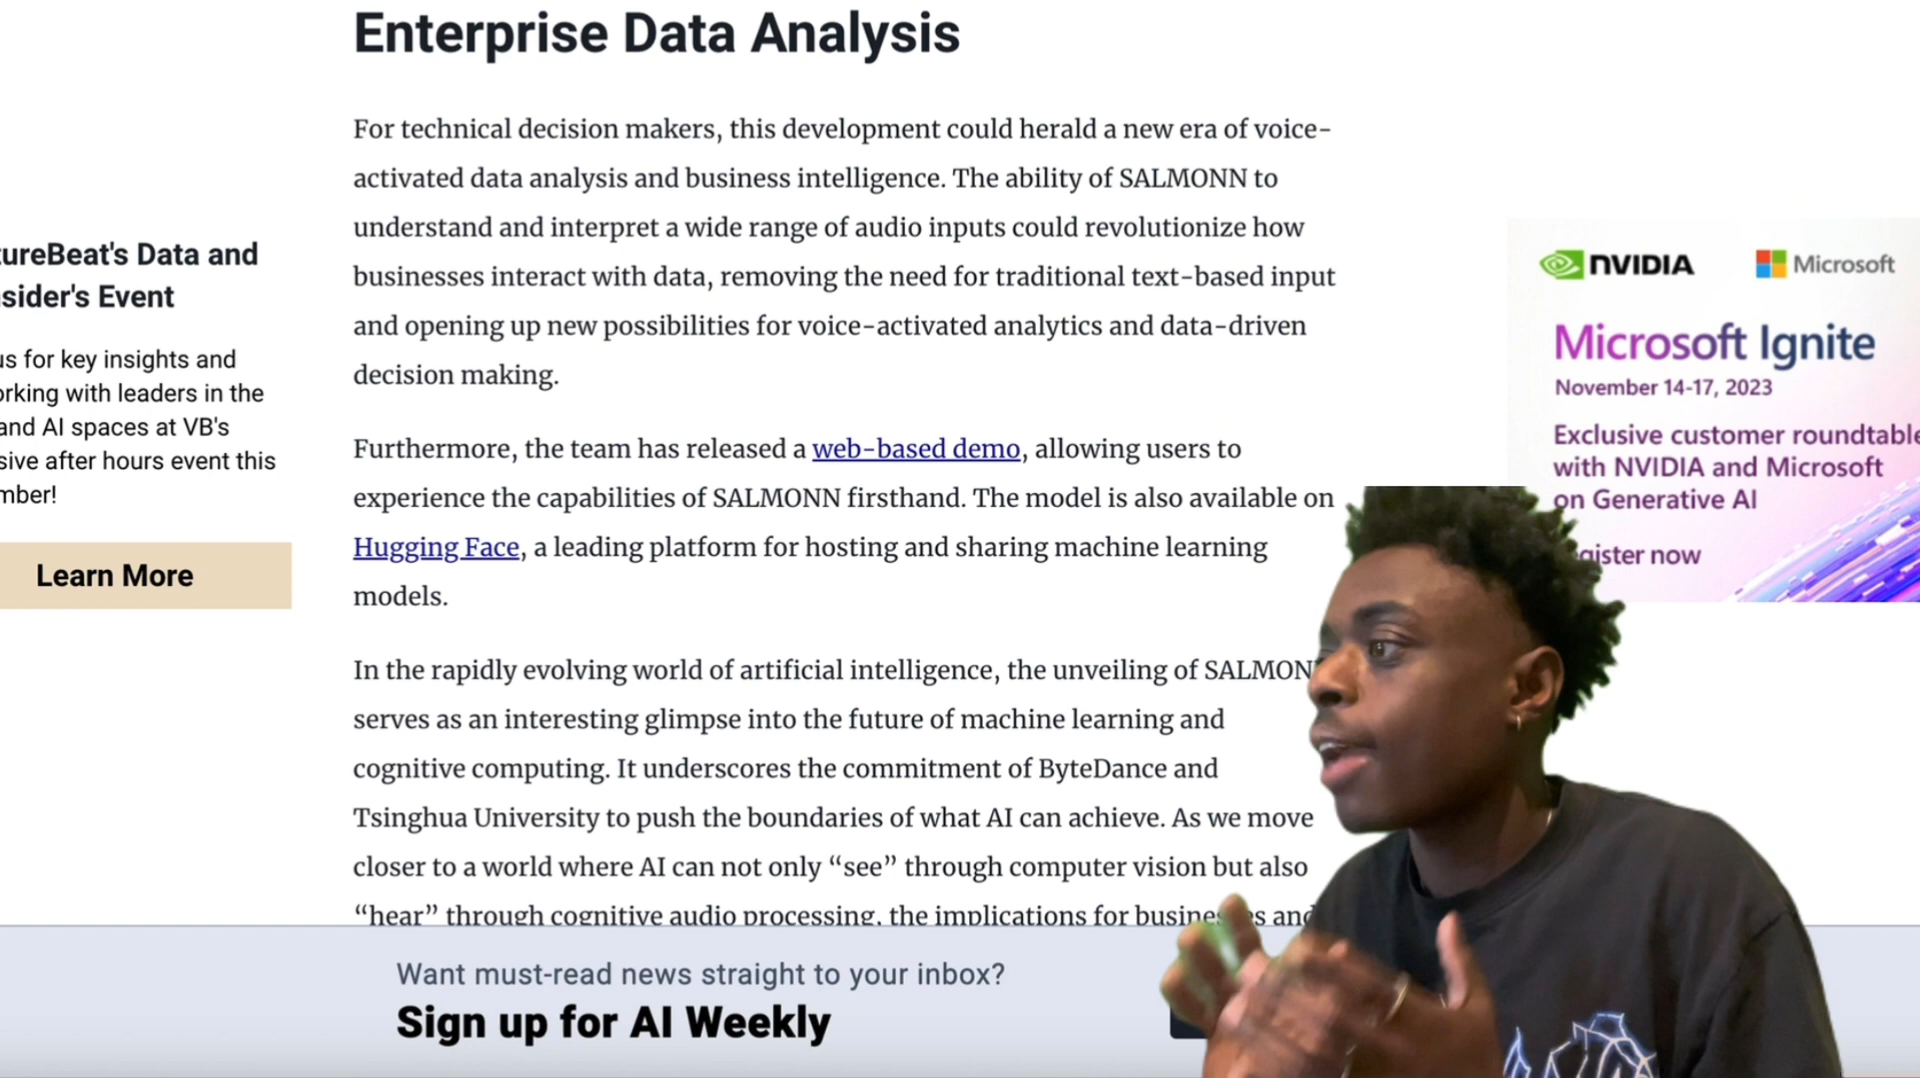 Enterprise Data Analysis
For technical decision makers, this development could herald a new era of voice-
activated data analysis and business intelligence. The ability of SALMONN to
understand and interpret a wide range of audio inputs could revolutionize how
businesses interact with data, removing the need for traditional text-based input
and opening up new possibilities for voice-activated analytics and data-driven
decision making.
Furthermore, the team has released a web-based demo, allowing users to
experience the capabilities of SALMONN firsthand. The model is also available on
Hugging Face, a leading platform for hosting and sharing machine learning
models.
In the rapidly evolving world of artificial intelligence, the unveiling of SALMON
serves as an interesting glimpse into the future of machine learning and
cognitive computing. It underscores the commitment of ByteDance and
Tsinghua University to push the boundaries of what AI can achieve. As we move
closer to a world where AI can not only “see” through computer vision but also
“hear” through cognitive audio processing, the implications for and
tureBeat's Data and
sider's Event
us for key insights and
orking with leaders in the
and AI spaces at VB's
sive after hours event this
mber!
Learn More
NVIDIA Microsoft
Microsoft Ignite
November 14-17, 2023
Exclusive customer roundtable
with NVIDIA and Microsoft
on Generative AI
gister now
Want must-read news straight to your inbox?
Sign up for AI Weekly